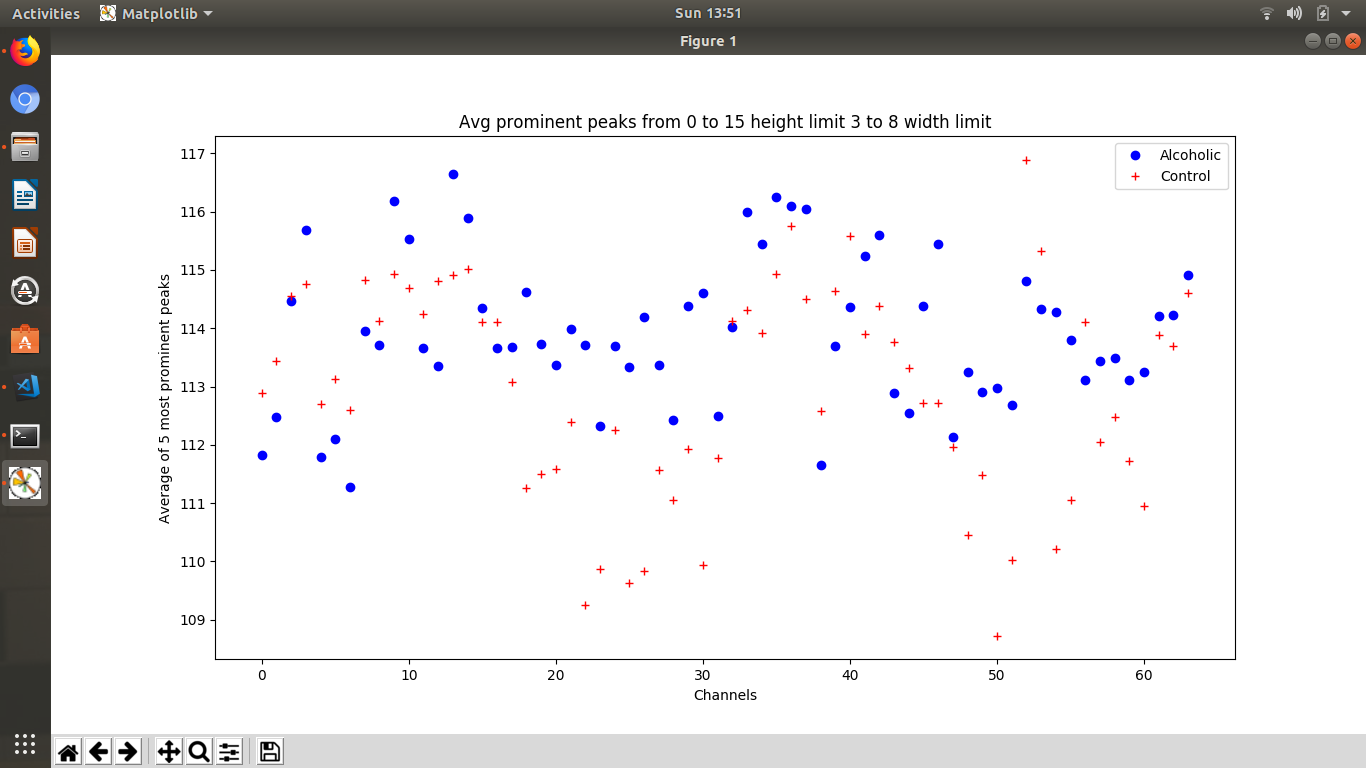 Activities Matplotlib Sun 13:51
Figure 1
Avg prominent peaks from 0 to 15 height limit 3 to 8 width limit
Alcoholic
Control
117
116
115
114
113
112
111
110
109
Average of 5 most prominent peaks
0 10 20 30 40 50 60
Channels